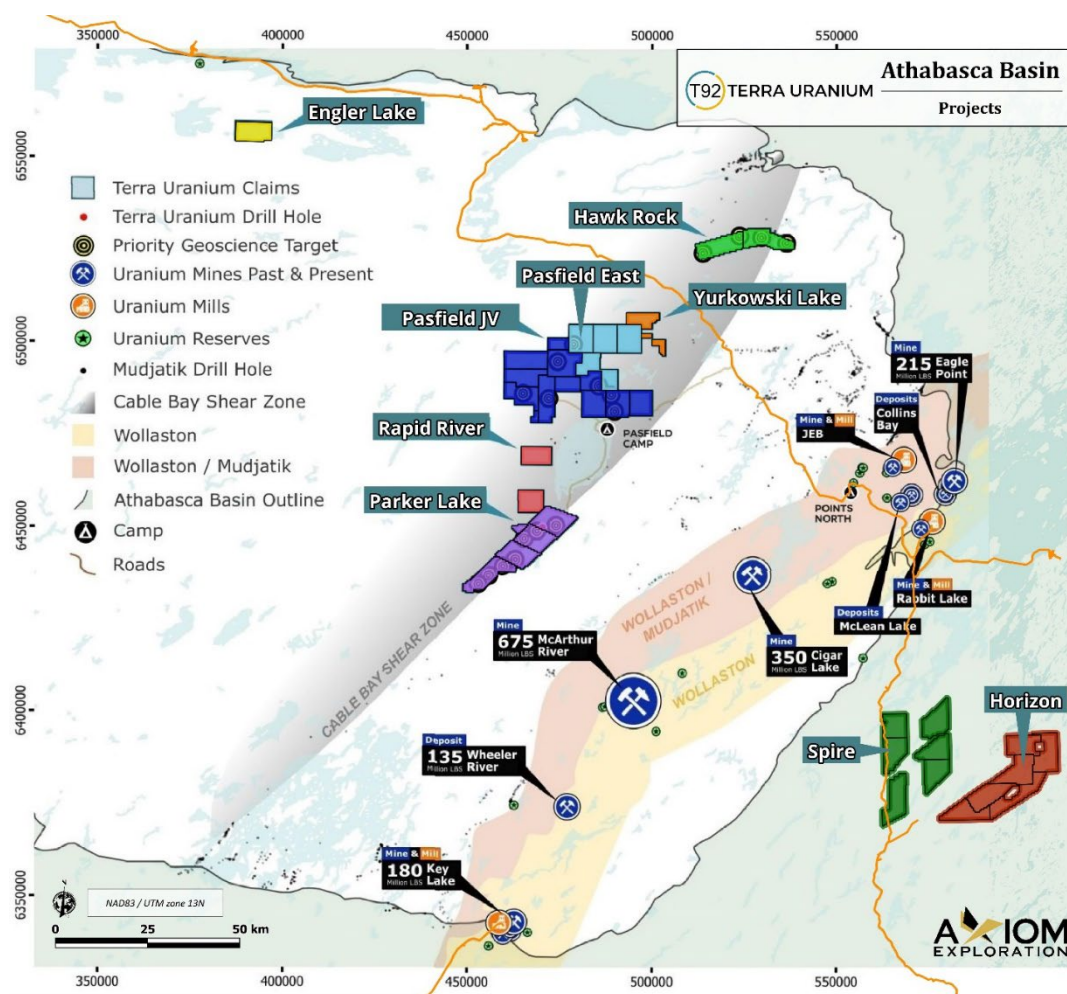 350000
400000
450000
500000
550000
T92 TERRA URANIUM
Athabasca Basin
Projects
Engler Lake
6550000
Terra Uranium Claims
Terra Uranium Drill Hole
Priority Geoscience Target
Uranium Mines Past & Present
Uranium Mills
Uranium Reserves
Mudjatik Drill Hole
Cable Bay Shear Zone
Wollaston
Wollaston / Mudjatik
Athabasca Basin Outline
Camp
Roads
Hawk Rock
Pasfield East
Yurkowski Lake
Pasfield JV
6500000
Mine
215 Eagle
Million LBS Point
Deposits
Collins
Bay
Mine & Mill
JEB
PASFIELD
CAMP
Rapid River
Parker Lake
6450000
POINTS
NORTH
Mine & Mill
Rabbit Lake
Deposits
McLean Lake
WOLLASTON /
MUDJATIK
Mine
675 McArthur
Million LBS River
Mine
350 Cigar
Million LBS Lake
WOLLASTON
CABLE BAY SHEAR ZONE
6400000
Horizon
Spire
Deposit
135 Wheeler
Million LBS River
Mine & Mill
180 Key
Million LBS Lake
6350000
NAD83 / UTM zone 13N
0 25 50 km
AXIOM
EXPLORATION
350000
400000
450000
500000
550000